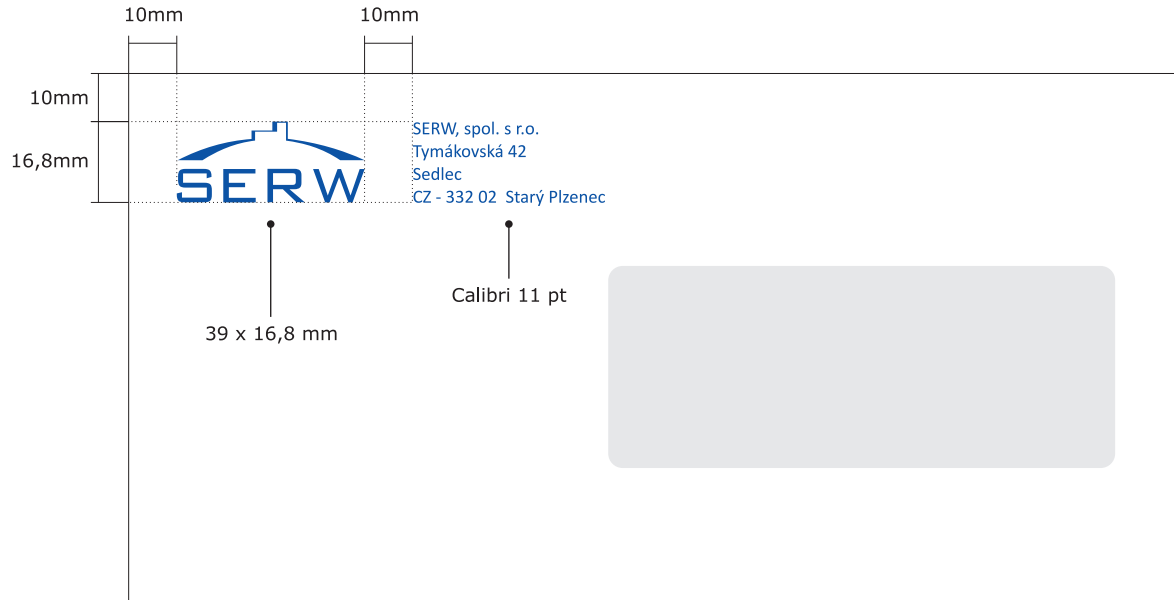 10mm
10mm
10mm
16,8mm
SERW
SERW, spol. s r.o.
Tymákovská 42
Sedlec
CZ - 332 02  Starý Plzenec
39 x 16,8 mm
Calibri 11 pt